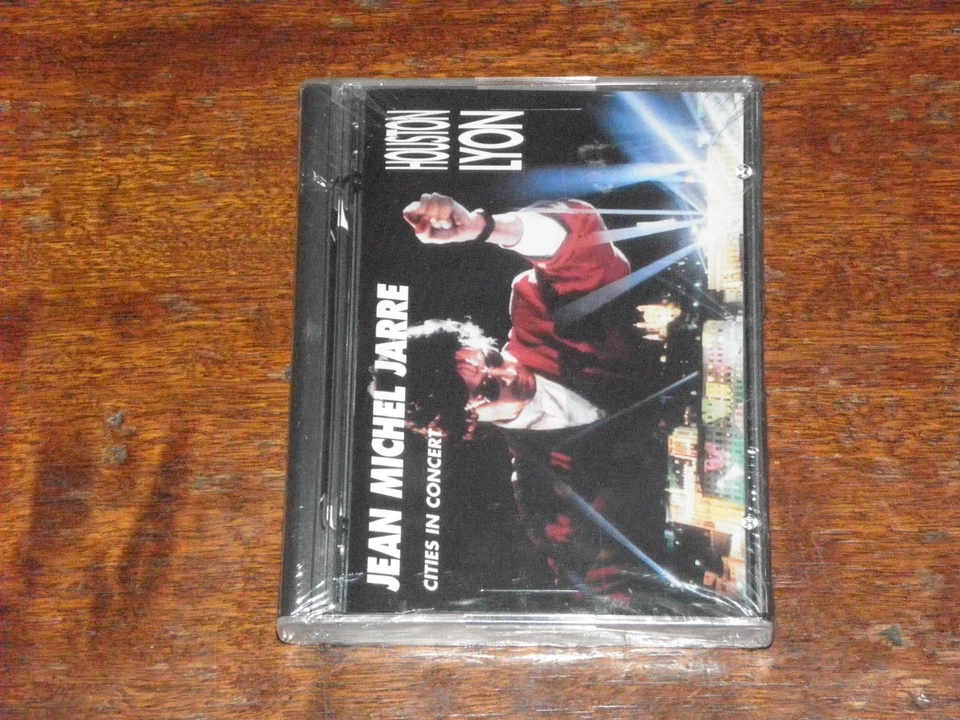 JEAN MICHEL JARRE
CITIES IN CONCERT
HOUSTON
LYON